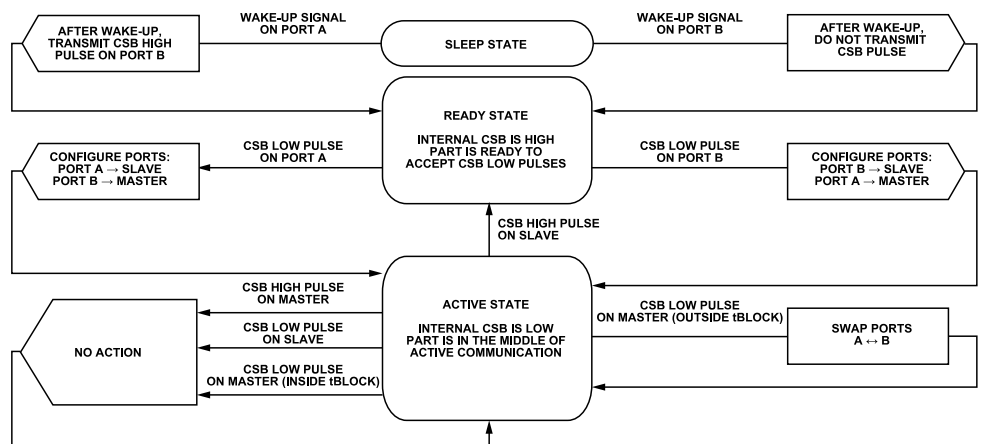 AFTER WAKE-UP,
TRANSMIT CSB HIGH
PULSE ON PORT B
WAKE-UP SIGNAL
ON PORT A
SLEEP STATE
WAKE-UP SIGNAL
ON PORT B
AFTER WAKE-UP,
DO NOT TRANSMIT
CSB PULSE
READY STATE
INTERNAL CSB IS HIGH
PART IS READY TO
ACCEPT CSB LOW PULSES
CONFIGURE PORTS:
PORT A → SLAVE
PORT B → MASTER
CSB LOW PULSE
ON PORT A
CSB LOW PULSE
ON PORT B
CONFIGURE PORTS:
PORT B → SLAVE
PORT A → MASTER
CSB HIGH PULSE
ON SLAVE
NO ACTION
CSB HIGH PULSE
ON MASTER
CSB LOW PULSE
ON SLAVE
CSB LOW PULSE
ON MASTER (INSIDE tBLOCK)
ACTIVE STATE
INTERNAL CSB IS LOW
PART IS IN THE MIDDLE OF
ACTIVE COMMUNICATION
CSB LOW PULSE
ON MASTER (OUTSIDE tBLOCK)
SWAP PORTS
A ↔ B